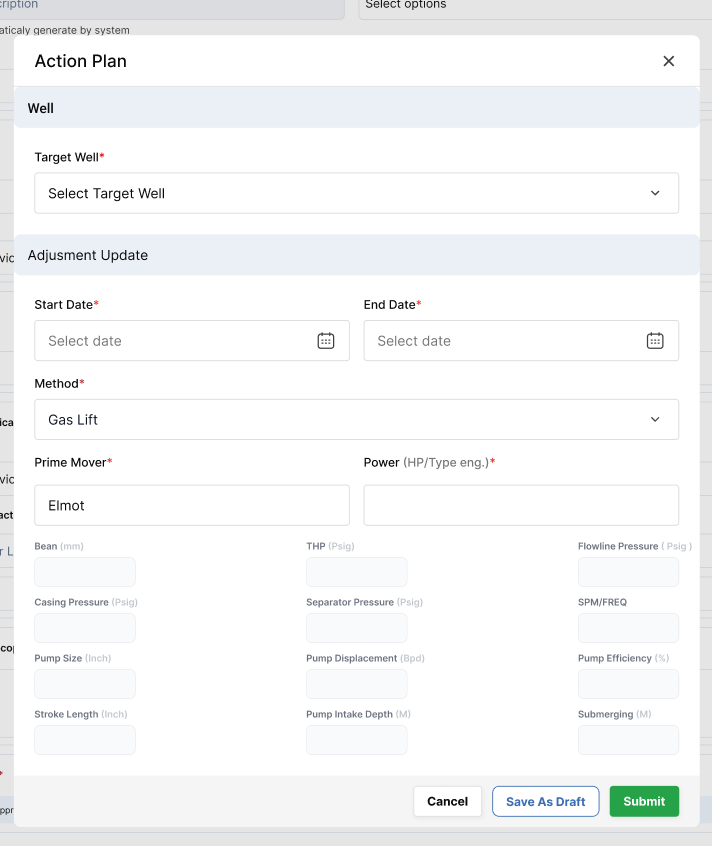 cription
Select options
aticaly generate by system
Action Plan
Well
Target Well*
Select Target Well
Adjusment Update
Start Date*
End Date*
Select date
Select date
Method*
Gas Lift
Prime Mover*
Power (HP/Type eng.)*
Elmot
Bean (mm)
THP (Psig)
Flowline Pressure ( Psig )
Casing Pressure (Psig)
Separator Pressure (Psig)
SPM/FREQ
Pump Size (Inch)
Pump Displacement (Bpd)
Pump Efficiency (%)
Stroke Length (Inch)
Pump Intake Depth (M)
Submerging (M)
Cancel
Save As Draft
Submit